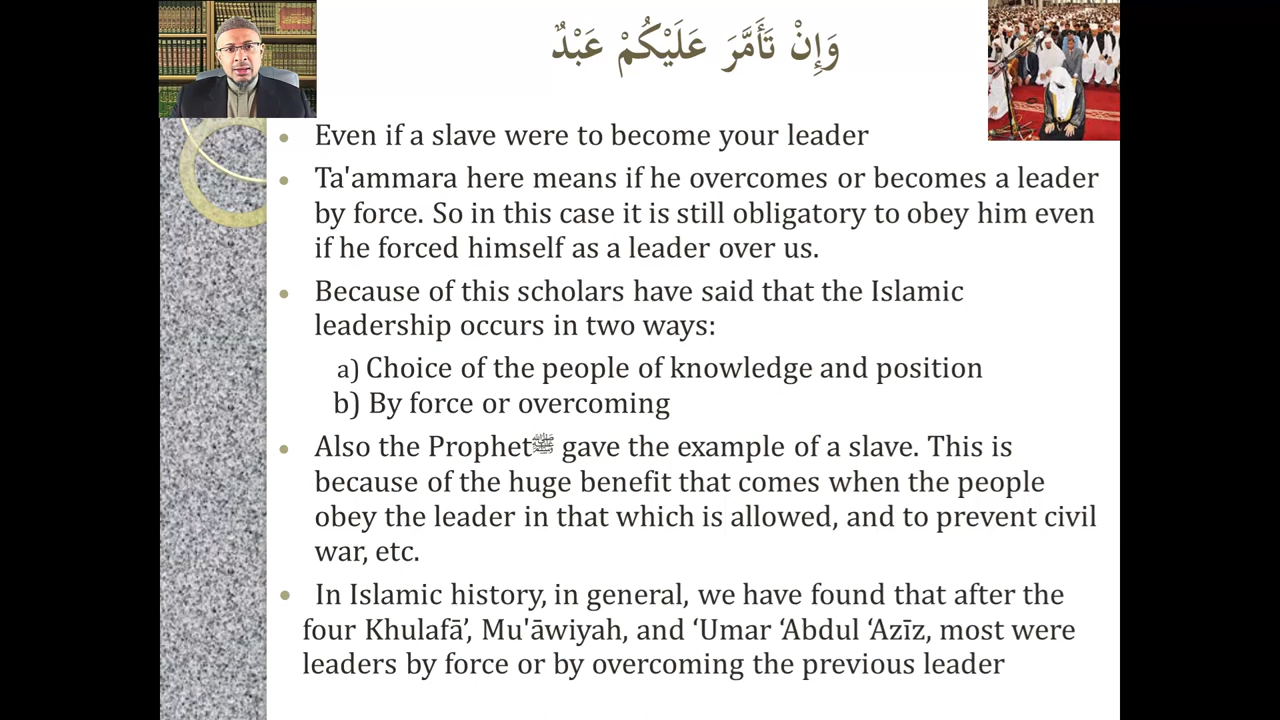 وَإِنْ تَأَمَّرَ عَلَيْكُمْ عَبْدٌ
• Even if a slave were to become your leader
• Ta'ammara here means if he overcomes or becomes a leader
by force. So in this case it is still obligatory to obey him even
if he forced himself as a leader over us.
• Because of this scholars have said that the Islamic
leadership occurs in two ways:
a) Choice of the people of knowledge and position
b) By force or overcoming
• Also the Prophetﷺ gave the example of a slave. This is
because of the huge benefit that comes when the people
obey the leader in that which is allowed, and to prevent civil
war, etc.
• In Islamic history, in general, we have found that after the
four Khulafā’, Mu'āwiyah, and ‘Umar ‘Abdul ‘Azīz, most were
leaders by force or by overcoming the previous leader